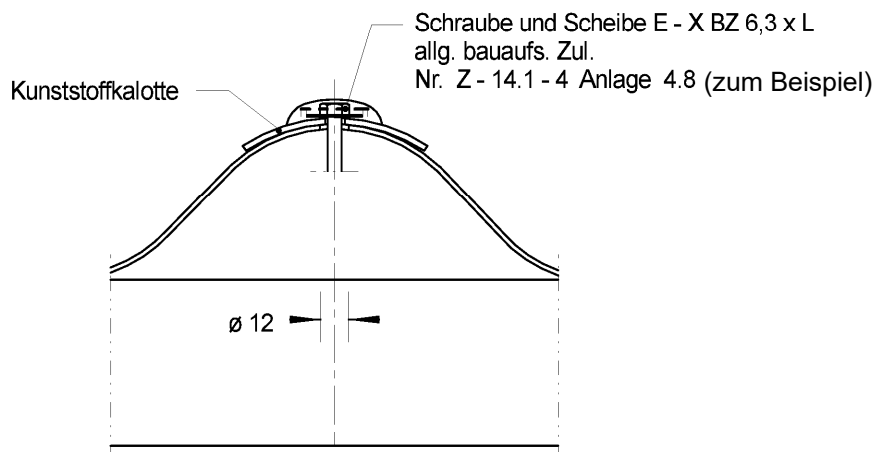 Schraube und Scheibe E - X BZ 6,3 x L
allg. bauaufs. Zul.
Nr. Z - 14.1 - 4 Anlage 4.8 (zum Beispiel)
Kunststoffkalotte
ø 12